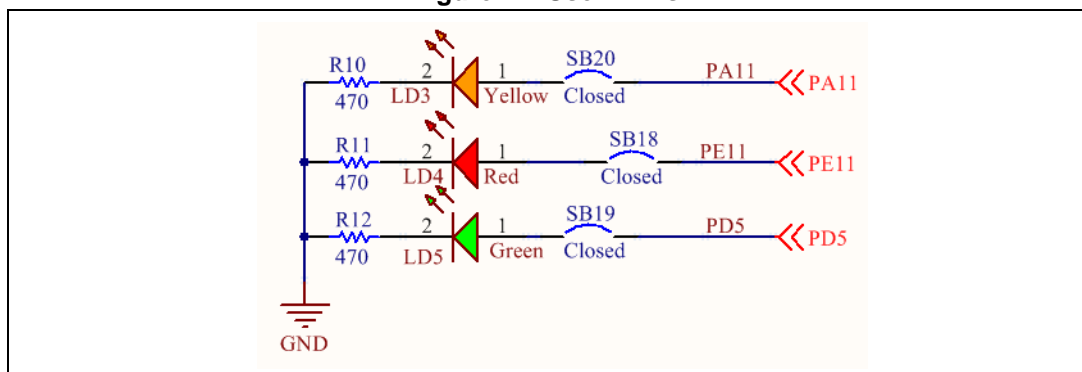 R10
470
2
LD3
1
Yellow
SB20
Closed
PA11
PA11
R11
470
2
LD4
1
Red
SB18
Closed
PE11
PE11
R12
470
2
LD5
1
Green
SB19
Closed
PD5
PD5
GND